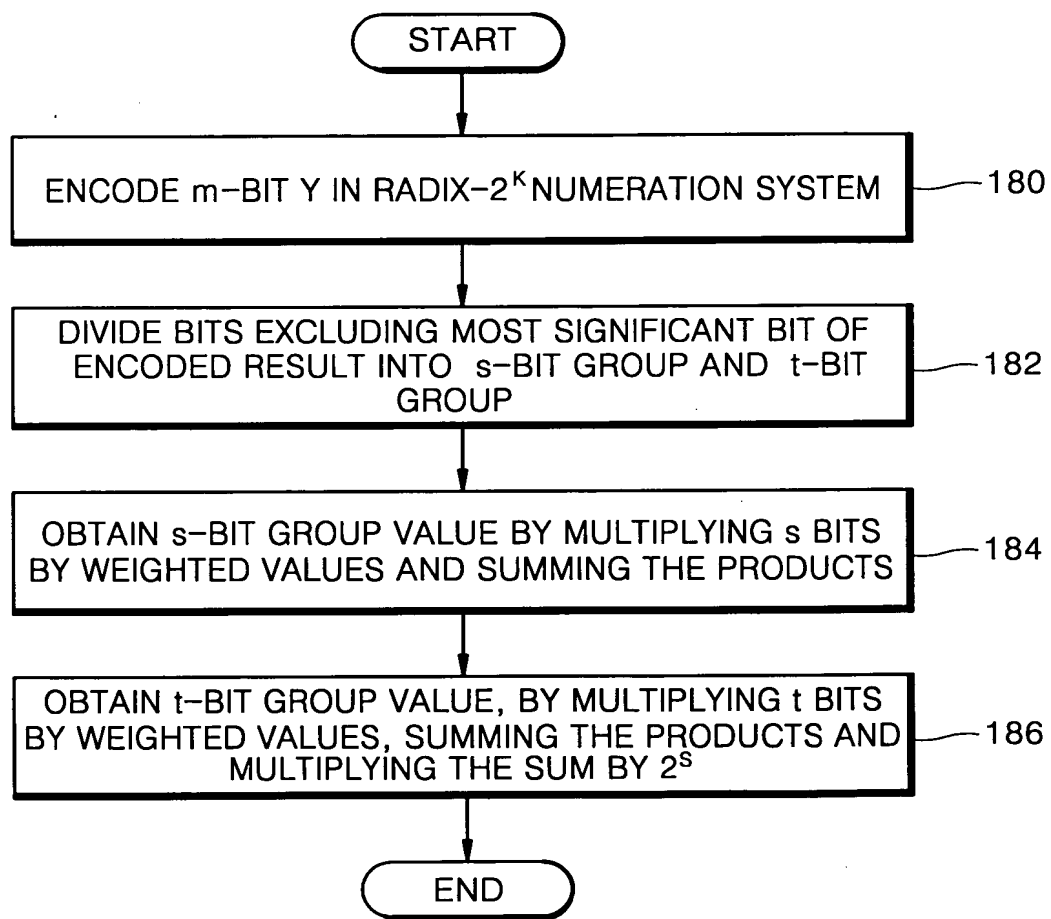 START
ENCODE m-BIT Y IN RADIX-2^K NUMERATION SYSTEM
180
DIVIDE BITS EXCLUDING MOST SIGNIFICANT BIT OF
ENCODED RESULT INTO s-BIT GROUP AND t-BIT
GROUP
182
OBTAIN s-BIT GROUP VALUE BY MULTIPLYING s BITS
BY WEIGHTED VALUES AND SUMMING THE PRODUCTS
184
OBTAIN t-BIT GROUP VALUE, BY MULTIPLYING t BITS
BY WEIGHTED VALUES, SUMMING THE PRODUCTS AND
MULTIPLYING THE SUM BY 2^S
186
END